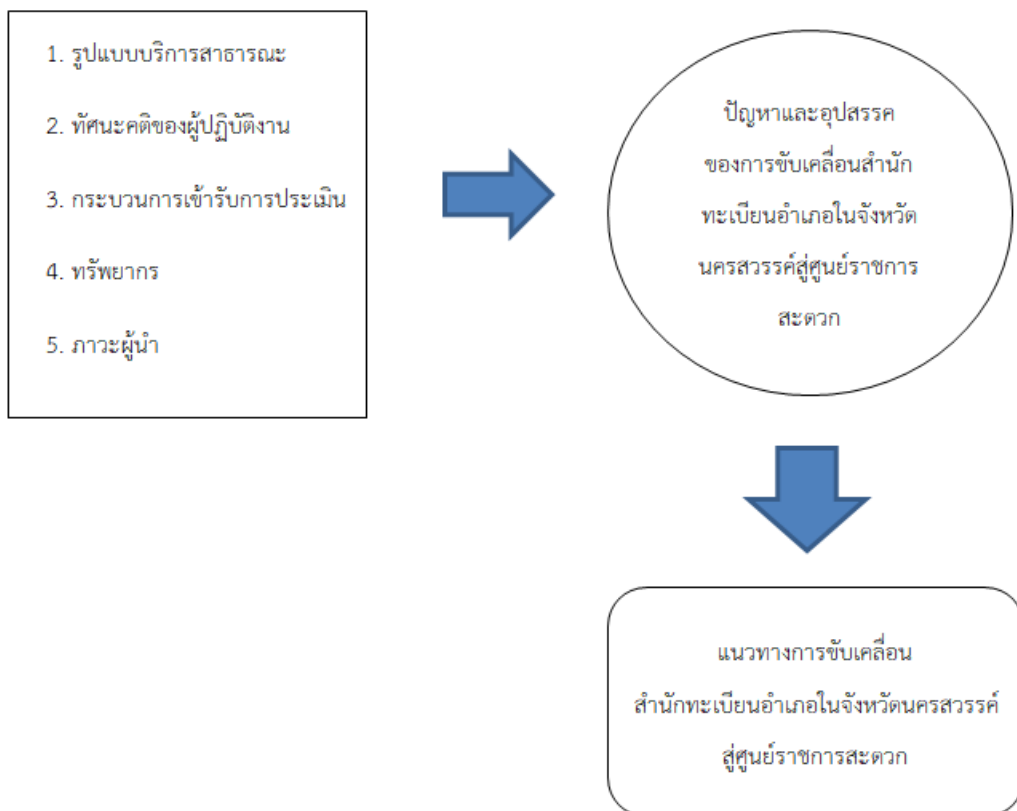 1. รูปแบบบริการสาธารณะ
2. ทัศนะคติของผู้ปฏิบัติงาน
3. กระบวนการเข้ารับการประเมิน
4. ทรัพยากร
5. ภาวะผู้นำ
ปัญหาและอุปสรรค
ของการขับเคลื่อนสำนัก
ทะเบียนอำเภอในจังหวัด
นครสวรรค์สู่ศูนย์ราชการ
สะดวก
แนวทางการขับเคลื่อน
สำนักทะเบียนอำเภอในจังหวัดนครสวรรค์
สู่ศูนย์ราชการสะดวก